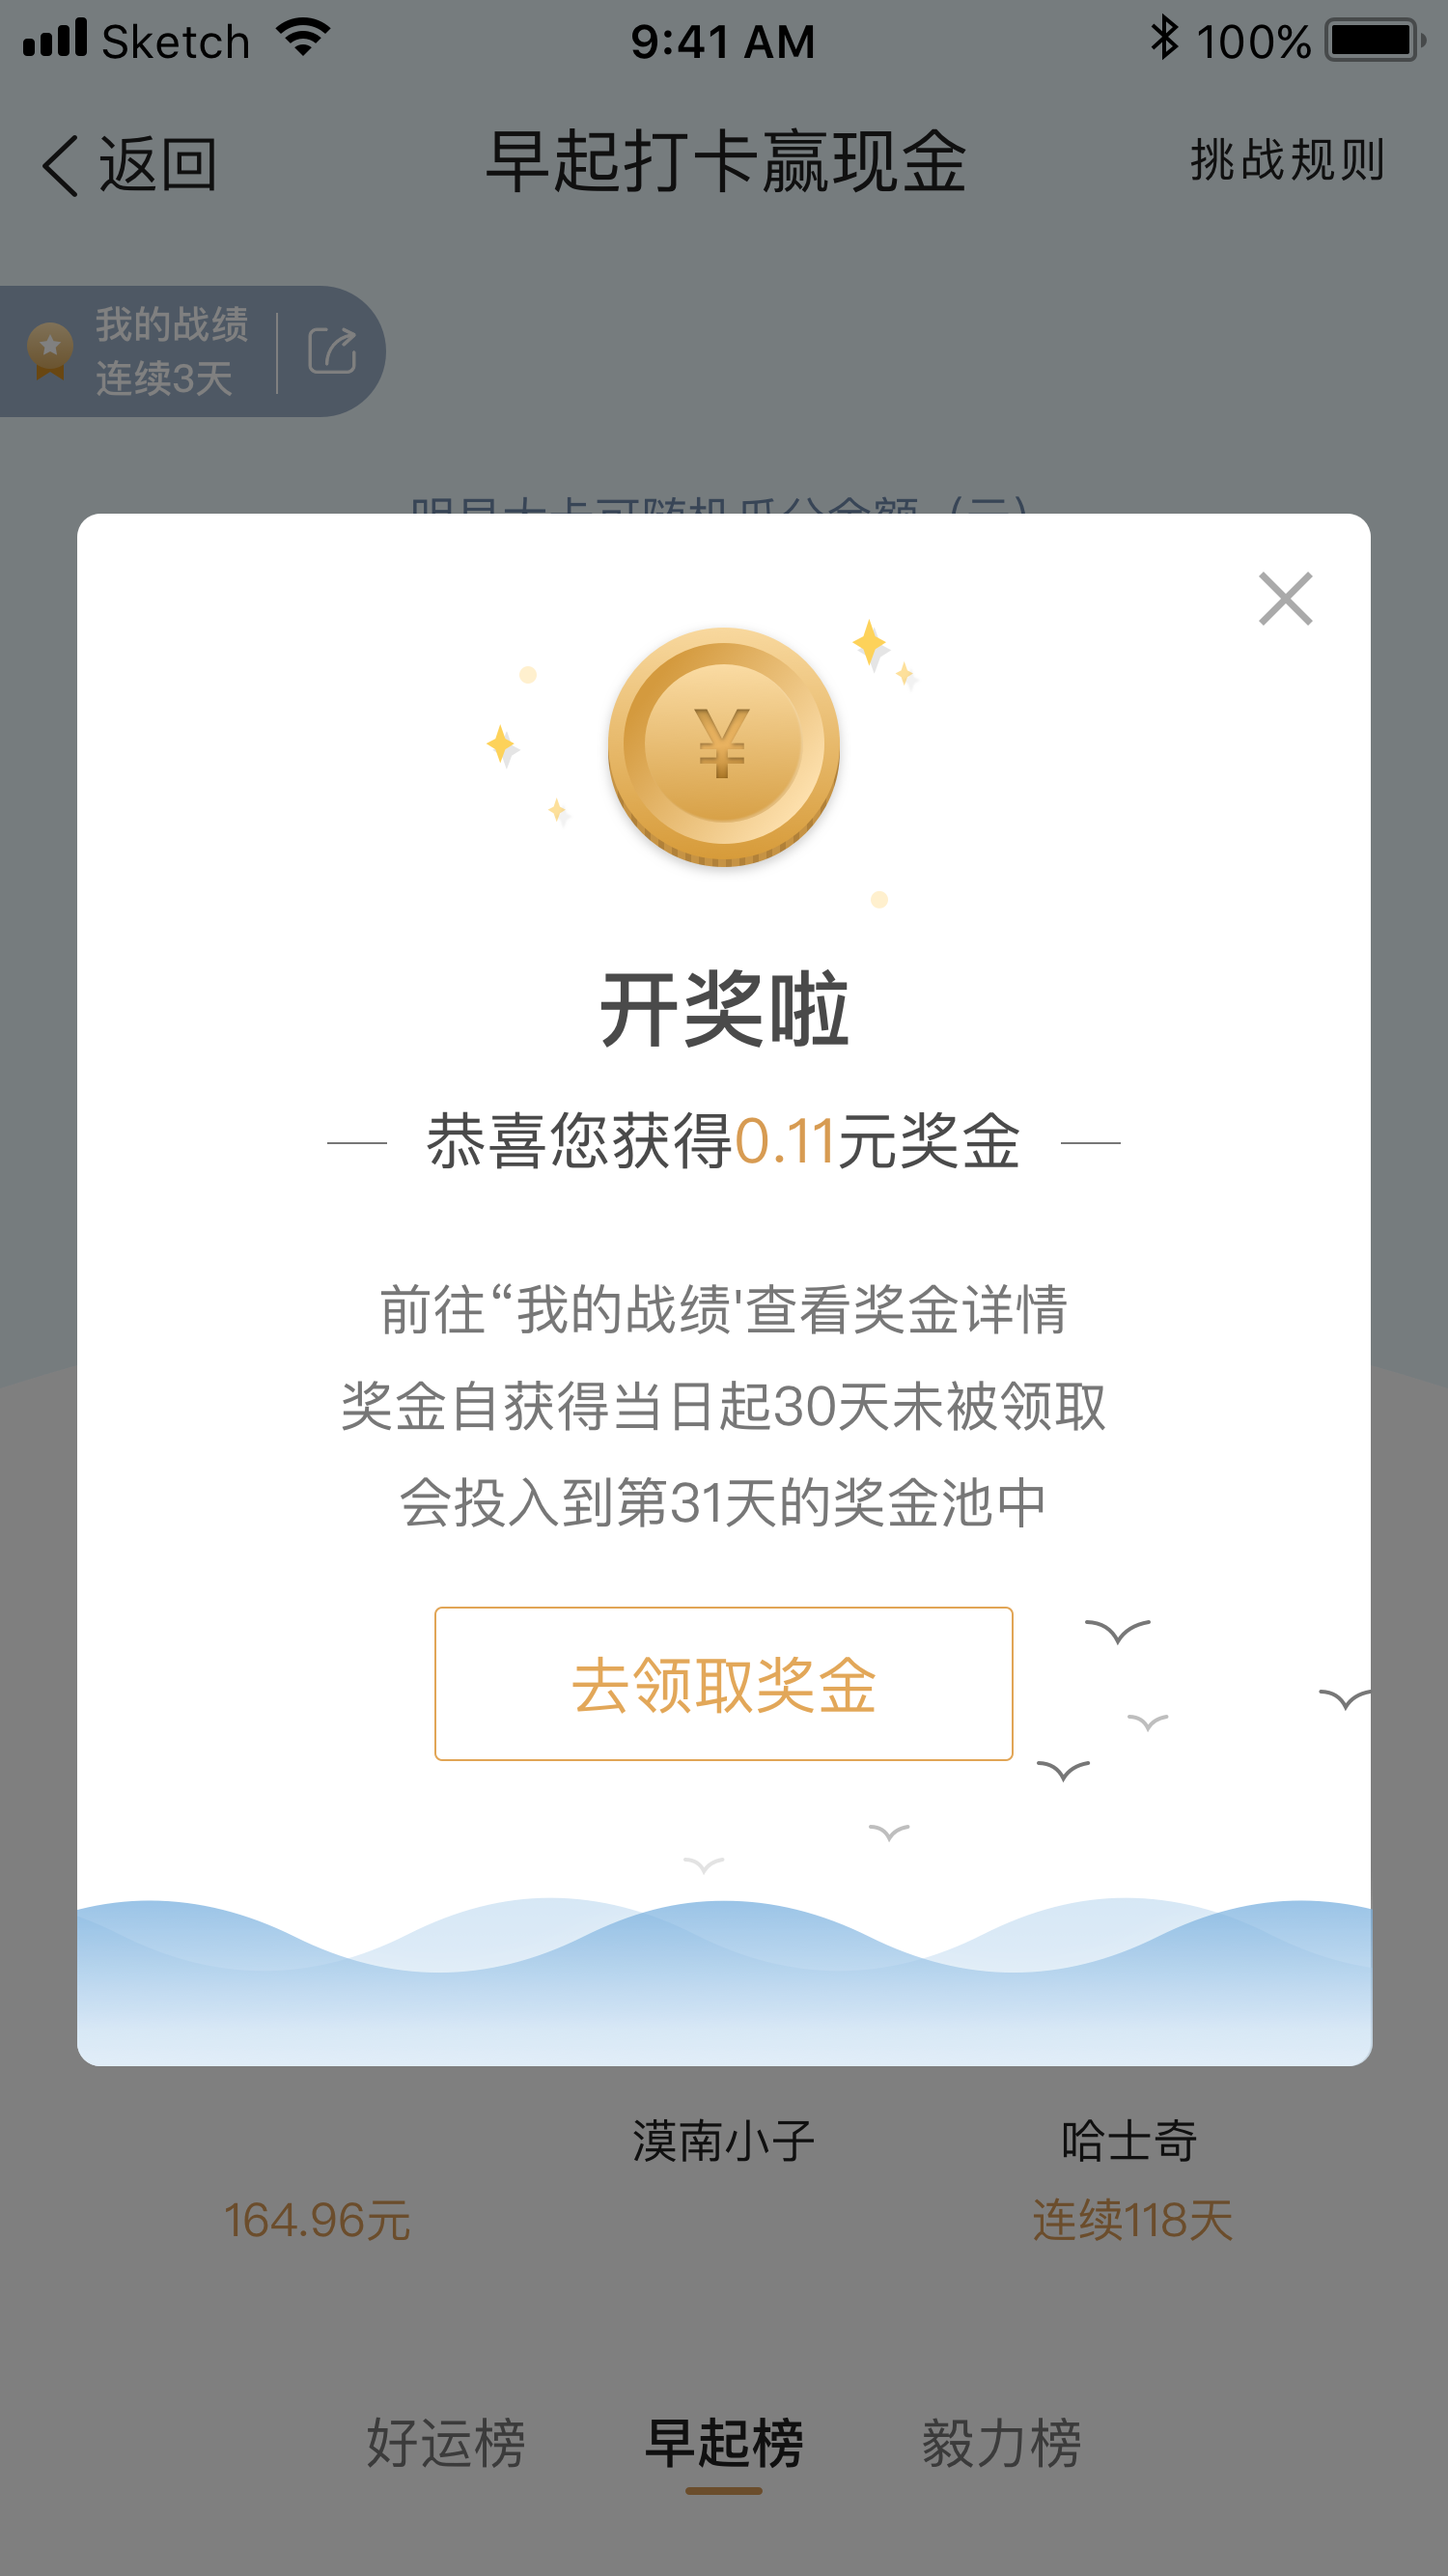 Sketch 9:41 AM 100%
返回 早起打卡赢现金 挑战规则
我的战绩
连续3天
¥
开奖啦
恭喜您获得0.11元奖金
前往“我的战绩'查看奖金详情
奖金自获得当日起30天未被领取
会投入到第31天的奖金池中
去领取奖金
漠南小子 哈士奇
164.96元 连续118天
好运榜 早起榜 毅力榜